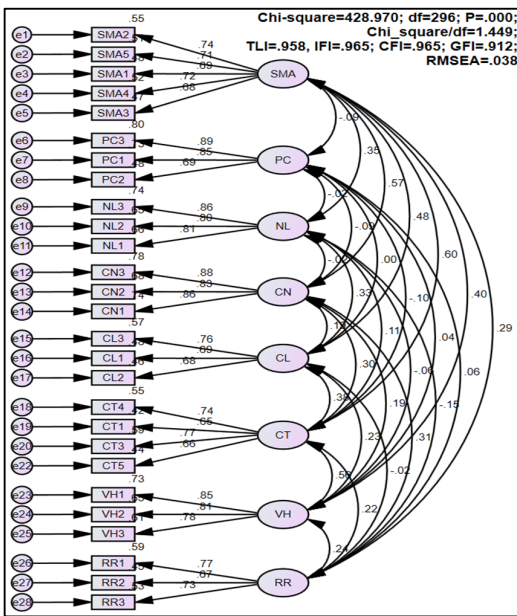 Chi-square=428.970; df=296; P=.000;
Chi_square/df=1.449;
TLI=.958, IFI=.965, CFI=.965, GFI=.912;
RMSEA=.038
.55
e1 SMA2 .74
e2 SMA5 .71
e3 SMA1 .69 SMA
e4 SMA4 .72
e5 SMA3 .68
-.09
.80
e6 PC3 .89 .35
e7 PC1 .85 PC .57
e8 PC2 .69 .48
.74 -.02
e9 NL3 .86 -.09 .60
e10 NL2 .80 NL .00
e11 NL1 .81 .40
.78 -.02 -.10 .29
e12 CN3 .88 .33
e13 CN2 .83 CN .04
e14 CN1 .86 .11 .06
.57 .30 -.06
e15 CL3 .76
e16 CL1 .69 CL .19 -.15
e17 CL2 .68
.55
e18 CT4 .74 .23 .31
e19 CT1 .65
e20 CT3 .77 CT -.02
e22 CT5 .66
.73 .22
e23 VH1 .85
e24 VH2 .81 VH
e25 VH3 .78
.59 .24
e26 RR1 .77
e27 RR2 .67 RR
e28 RR3 .73